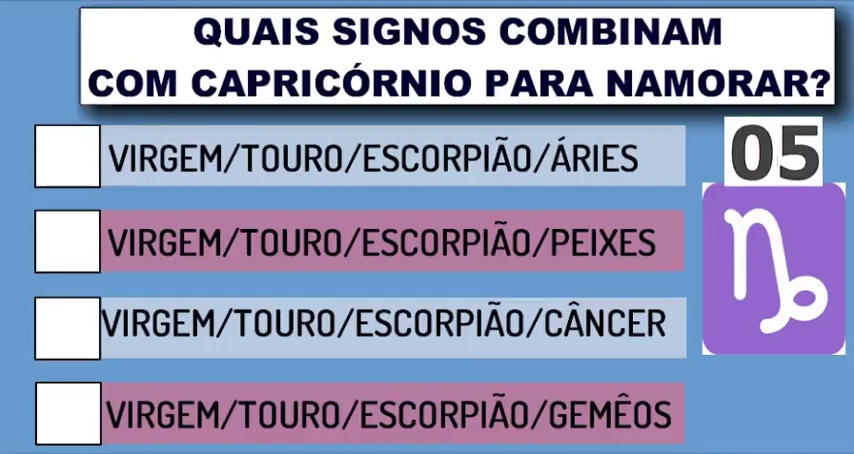 QUAIS SIGNOS COMBINAM
COM CAPRICÓRNIO PARA NAMORAR?
VIRGEM/TOURO/ESCORPIÃO/ÁRIES
05
VIRGEM/TOURO/ESCORPIÃO/PEIXES
VIRGEM/TOURO/ESCORPIÃO/CÂNCER
VIRGEM/TOURO/ESCORPIÃO/GEMÊOS